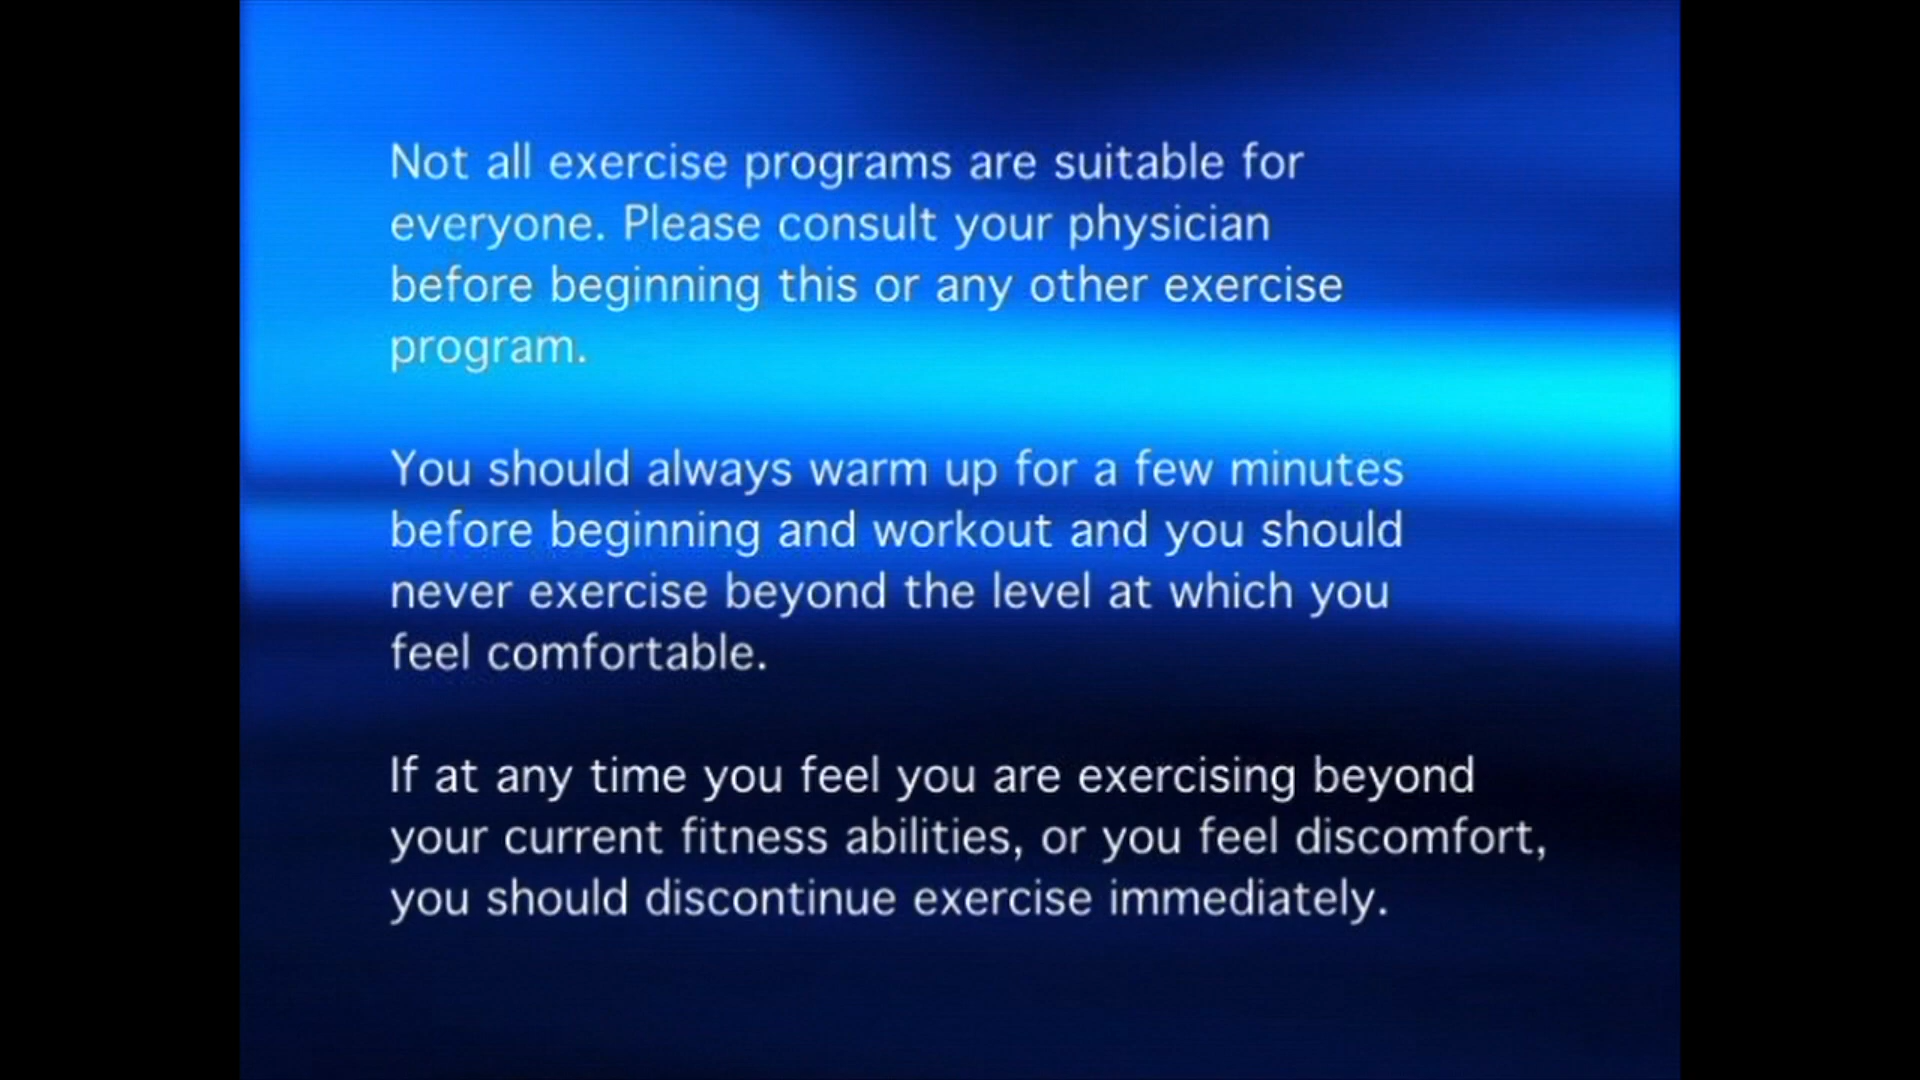 Not all exercise programs are suitable for
everyone. Please consult your physician
before beginning this or any other exercise
program.
You should always warm up for a few minutes
before beginning and workout and you should
never exercise beyond the level at which you
feel comfortable.
If at any time you feel you are exercising beyond
your current fitness abilities, or you feel discomfort,
you should discontinue exercise immediately.